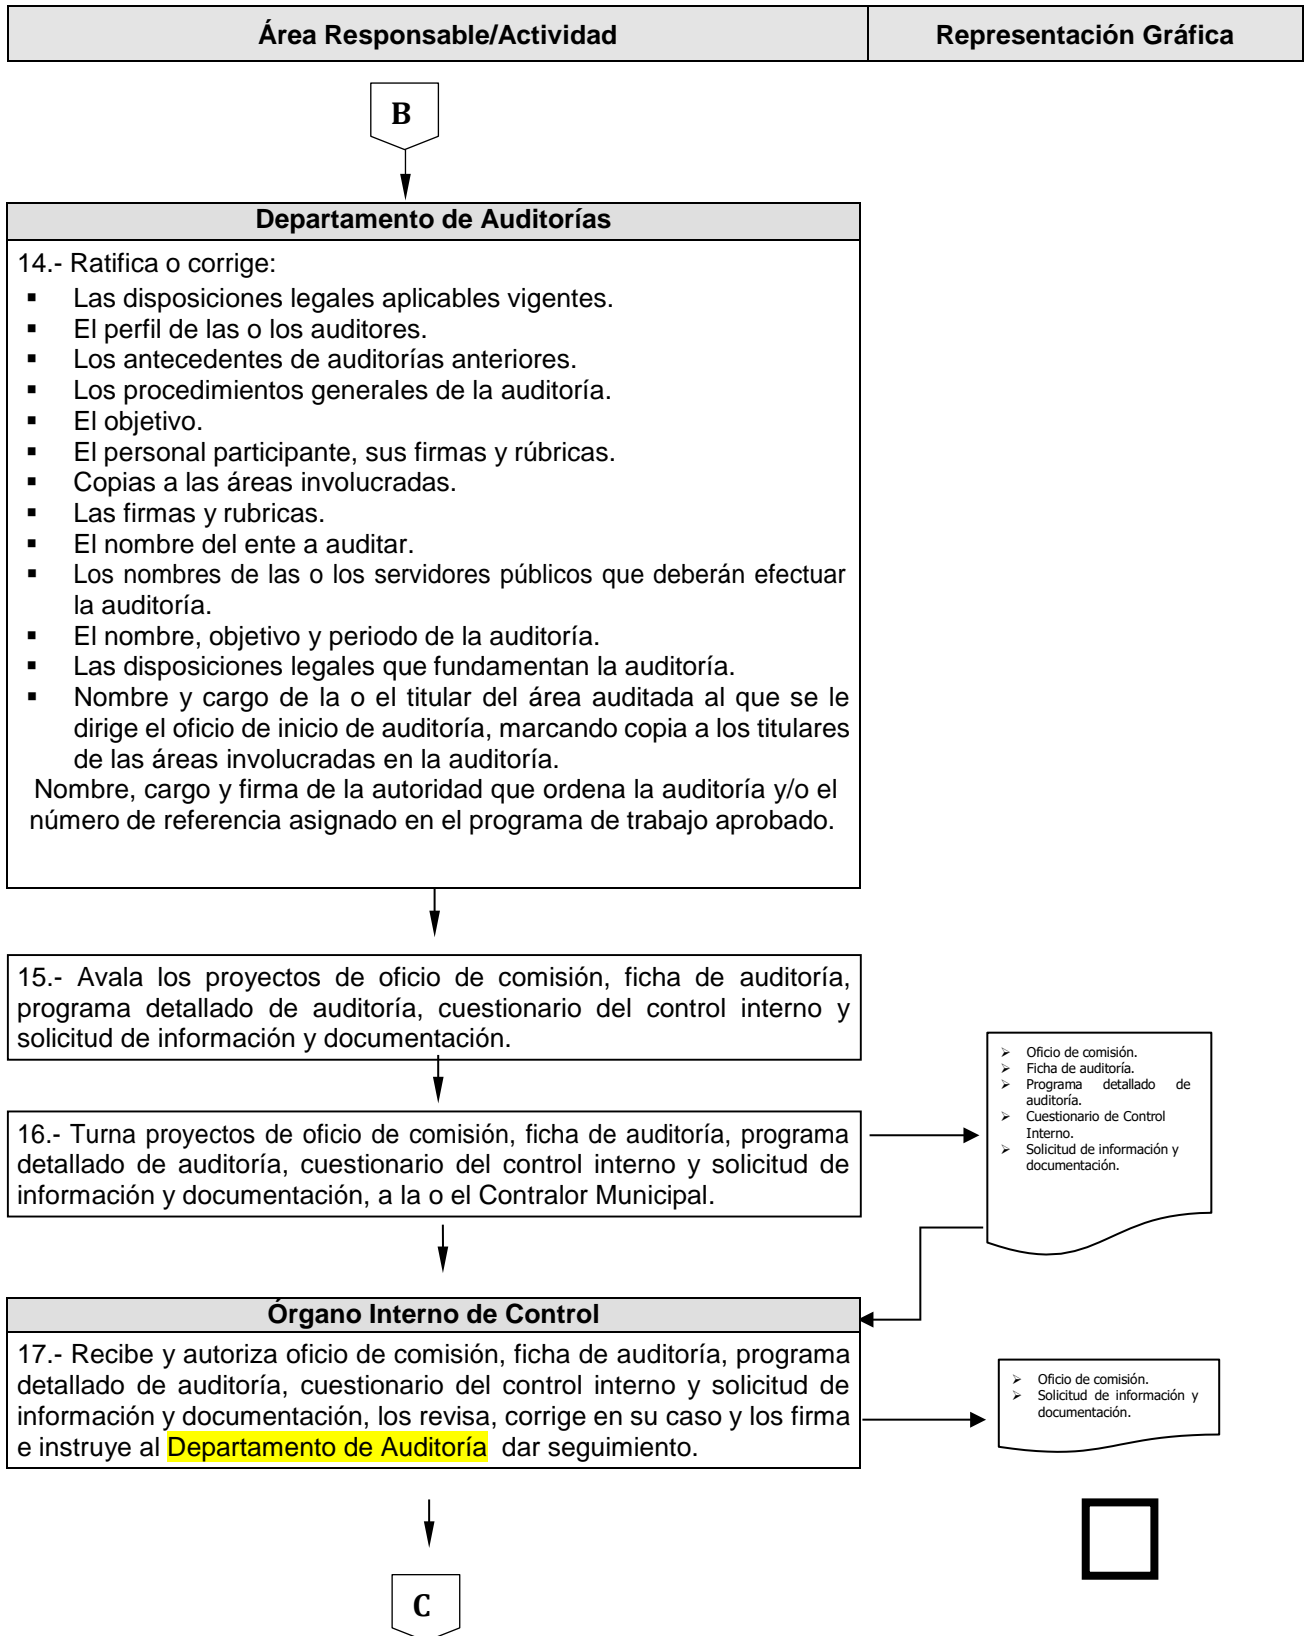 Área Responsable/Actividad
Representación Gráfica
B
Departamento de Auditorías
14.- Ratifica o corrige:
▪ Las disposiciones legales aplicables vigentes.
▪ El perfil de las o los auditores.
▪ Los antecedentes de auditorías anteriores.
▪ Los procedimientos generales de la auditoría.
▪ El objetivo.
▪ El personal participante, sus firmas y rúbricas.
▪ Copias a las áreas involucradas.
▪ Las firmas y rubricas.
▪ El nombre del ente a auditar.
▪ Los nombres de las o los servidores públicos que deberán efectuar
la auditoría.
▪ El nombre, objetivo y periodo de la auditoría.
▪ Las disposiciones legales que fundamentan la auditoría.
▪ Nombre y cargo de la o el titular del área auditada al que se le
dirige el oficio de inicio de auditoría, marcando copia a los titulares
de las áreas involucradas en la auditoría.
Nombre, cargo y firma de la autoridad que ordena la auditoría y/o el
número de referencia asignado en el programa de trabajo aprobado.
15.- Avala los proyectos de oficio de comisión, ficha de auditoría,
programa detallado de auditoría, cuestionario del control interno y
solicitud de información y documentación.
16.- Turna proyectos de oficio de comisión, ficha de auditoría, programa
detallado de auditoría, cuestionario del control interno y solicitud de
información y documentación, a la o el Contralor Municipal.
➢ Oficio de comisión.
➢ Ficha de auditoría.
➢ Programa detallado de
auditoría.
➢ Cuestionario de Control
Interno.
➢ Solicitud de información y
documentación.
Órgano Interno de Control
17.- Recibe y autoriza oficio de comisión, ficha de auditoría, programa
detallado de auditoría, cuestionario del control interno y solicitud de
información y documentación, los revisa, corrige en su caso y los firma
e instruye al Departamento de Auditoría dar seguimiento.
➢ Oficio de comisión.
➢ Solicitud de información y
documentación.
C